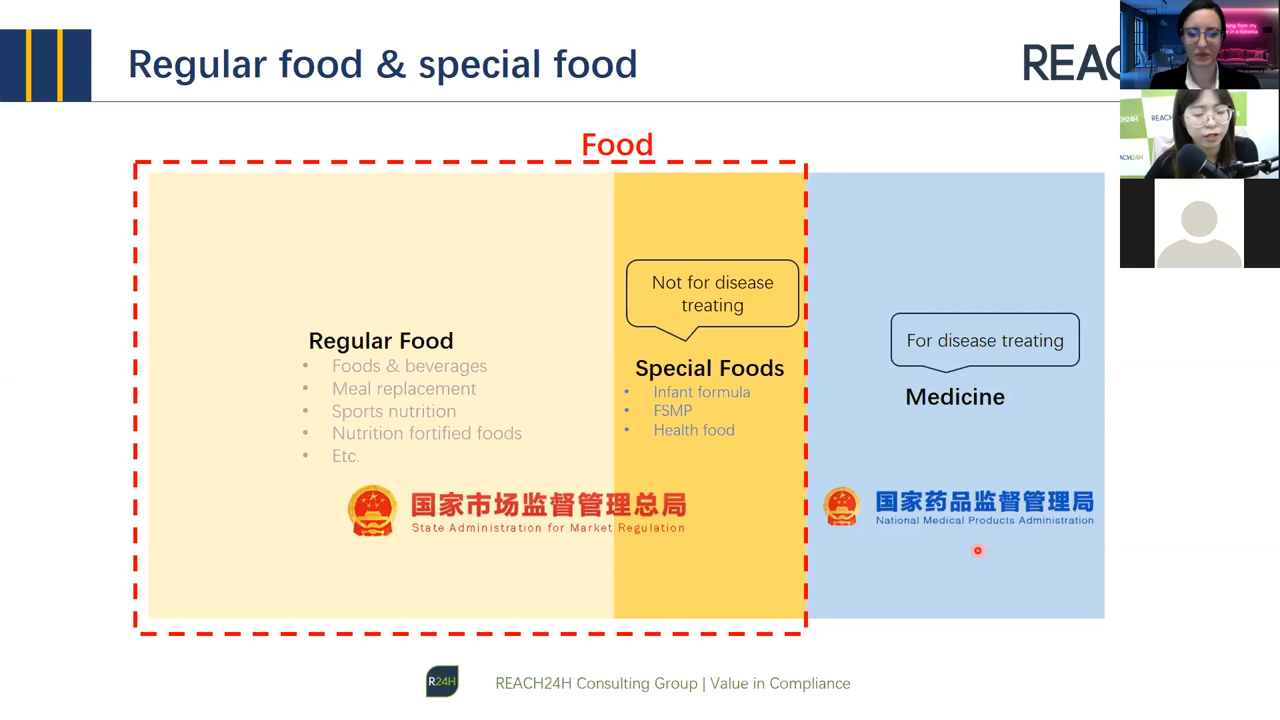 Regular food & special food
REAC
Food
Not for disease
treating
For disease treating
Regular Food
• Foods & beverages
• Meal replacement
• Sports nutrition
• Nutrition fortified foods
• Etc.
Special Foods
• Infant formula
• FSMP
• Health food
Medicine
国家市场监督管理总局
State Administration for Market Regulation
国家药品监督管理局
National Medical Products Administration
R24H
REACH24H Consulting Group | Value in Compliance